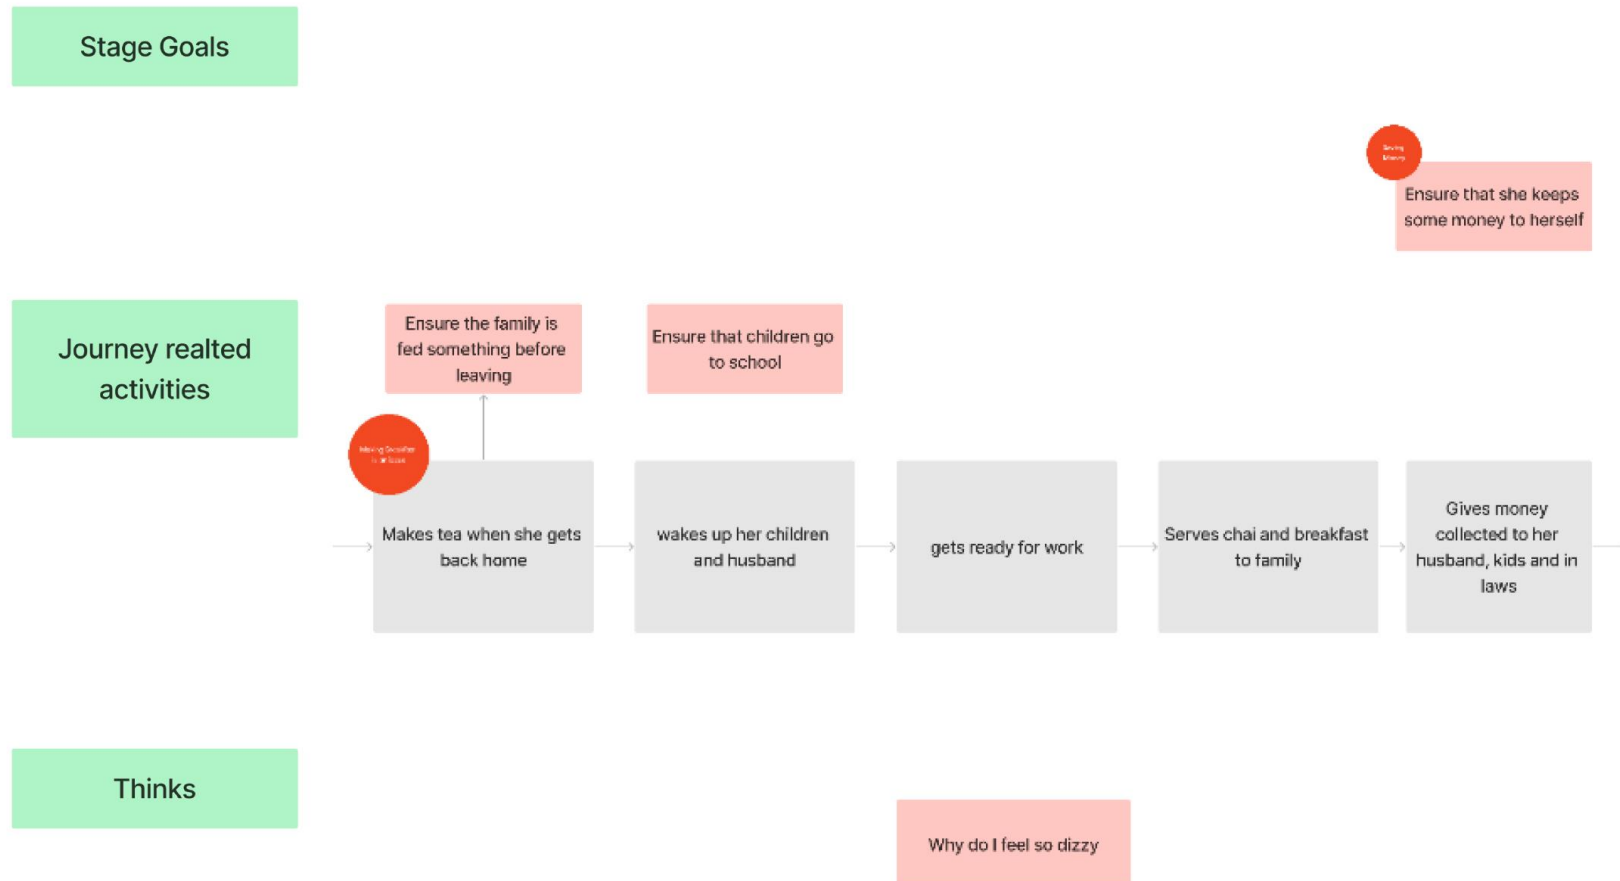 Stage Goals
Saving
Money
Ensure that she keeps
some money to herself
Journey realted
activities
Ensure the family is
fed something before
leaving
Ensure that children go
to school
Making
Makes tea when she gets
back home
wakes up her children
and husband
gets ready for work
Serves chai and breakfast
to family
Gives money
collected to her
husband, kids and in
laws
Thinks
Why do I feel so dizzy